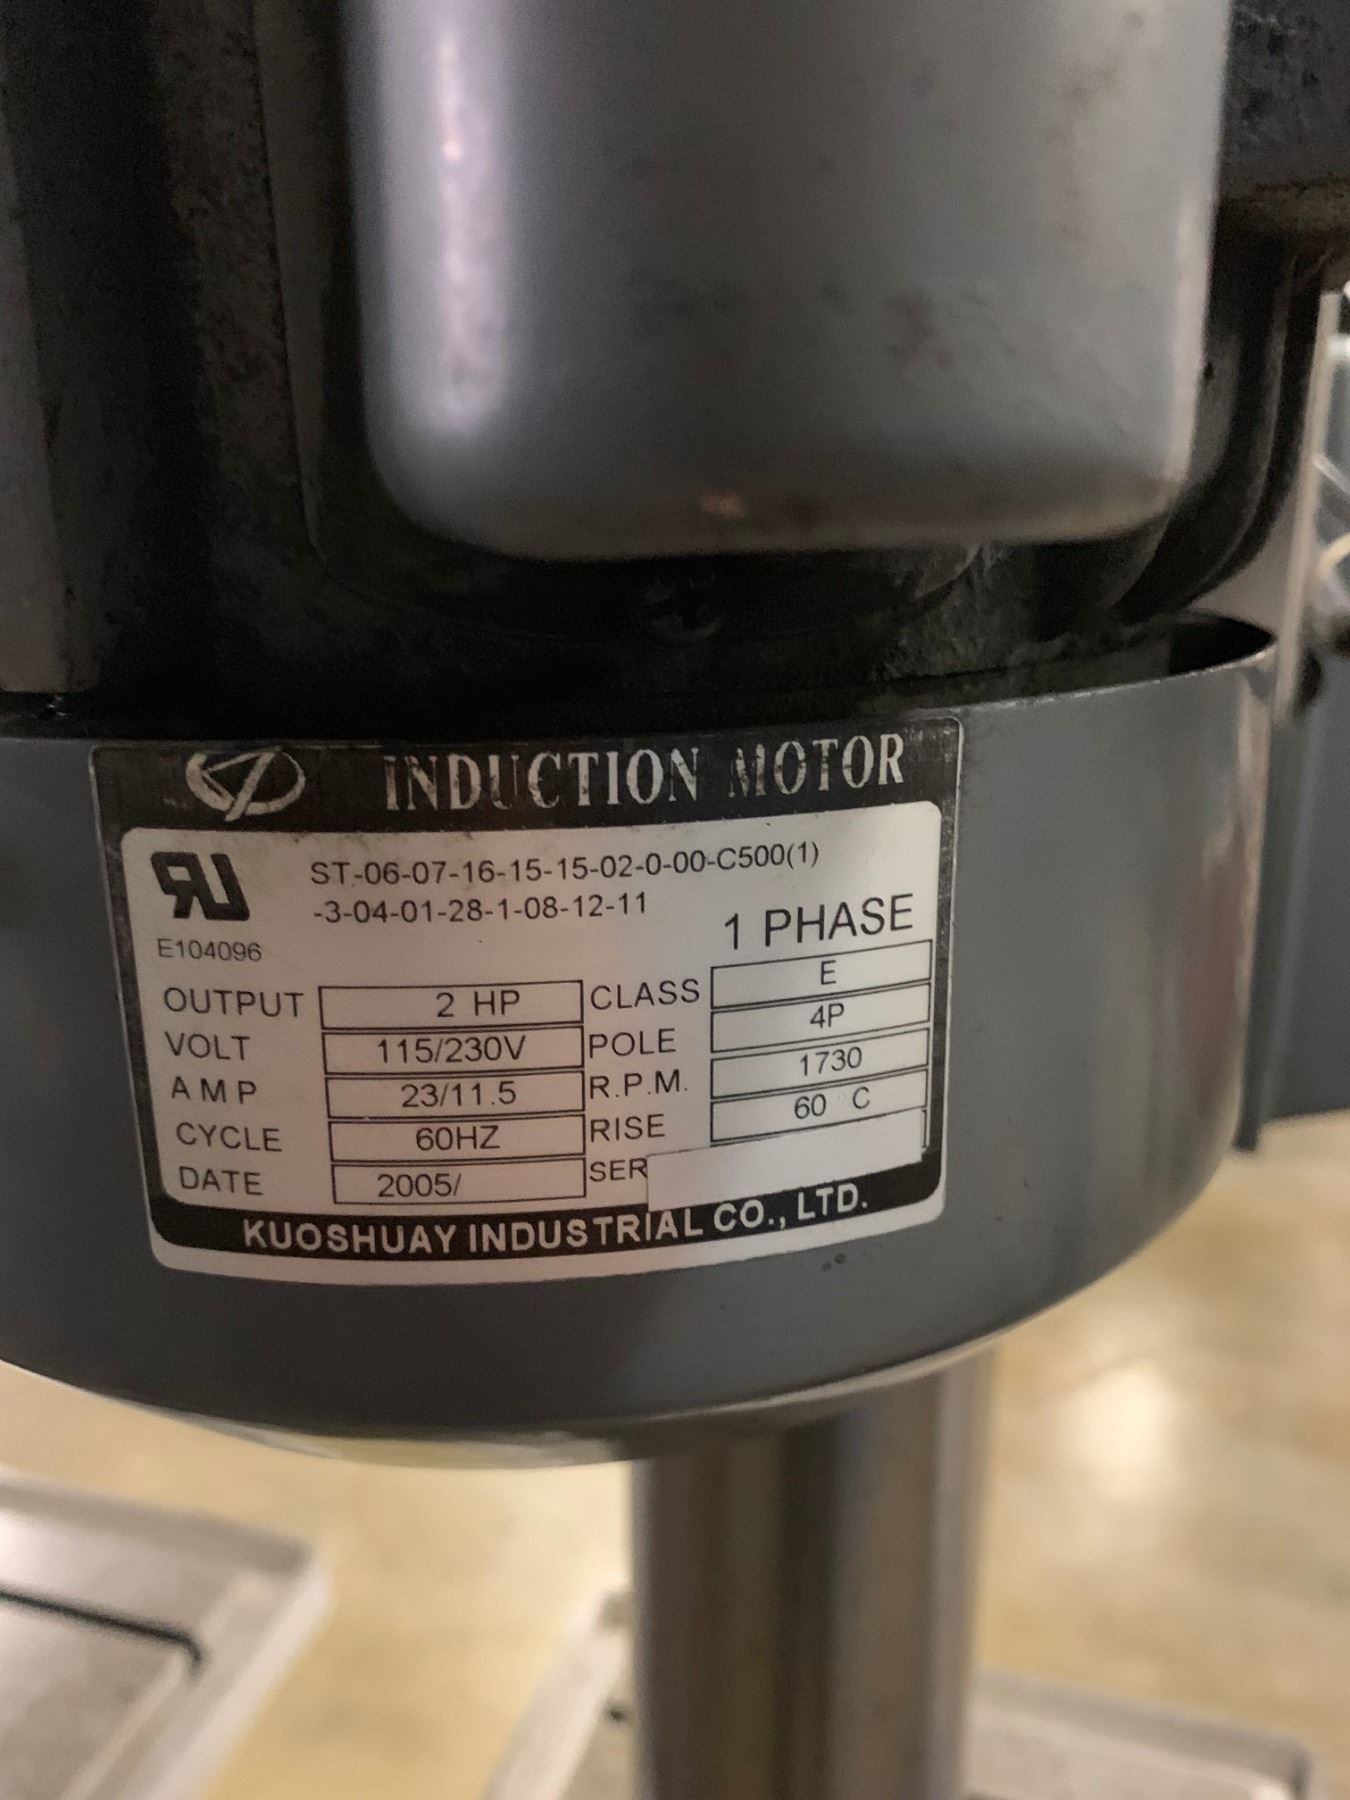 INDUCTION MOTOR
ST-06-07-16-15-15-02-0-00-C500(1)
-3-04-01-28-1-08-12-11
E104096
1 PHASE
OUTPUT 2 HP CLASS E
VOLT 115/230V POLE 4P
AMP 23/11.5 R.P.M. 1730
CYCLE 60HZ RISE 60 °C
DATE 2005/ SER
KUOSHUAY INDUSTRIAL CO., LTD.